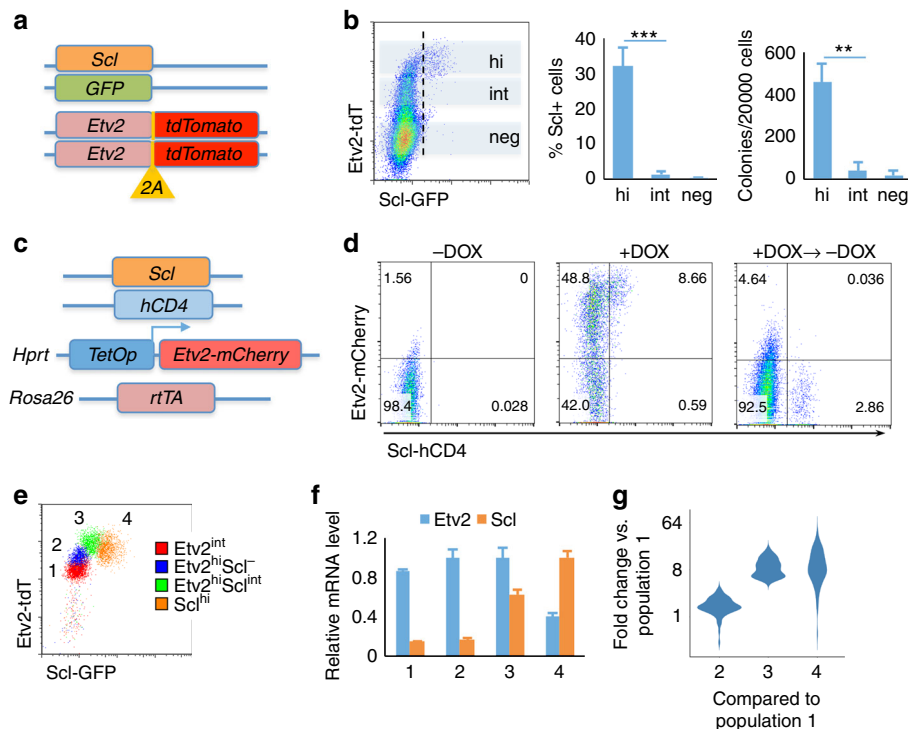 a
Scl
GFP
Etv2 tdTomato
Etv2 tdTomato
2A
b
Etv2-tdT
hi
int
neg
Scl-GFP
% Scl+ cells
40
30
20
10
0
***
hi int neg
Colonies/20000 cells
600
400
200
0
**
hi int neg
c
Scl
hCD4
Hprt TetOp Etv2-mCherry
Rosa26 rtTA
d
–DOX +DOX +DOX→ –DOX
Etv2-mCherry
1.56 0
98.4 0.028
48.8 8.66
42.0 0.59
4.64 0.036
92.5 2.86
Scl-hCD4
e
Etv2-tdT
3 4
2
1
Scl-GFP
Etv2int
Etv2hiScl–
Etv2hiSclint
Sclhi
f
Etv2 Scl
Relative mRNA level
1.2
0.8
0.4
0
1 2 3 4
g
Fold change vs.
population 1
64
8
1
2 3 4
Compared to
population 1